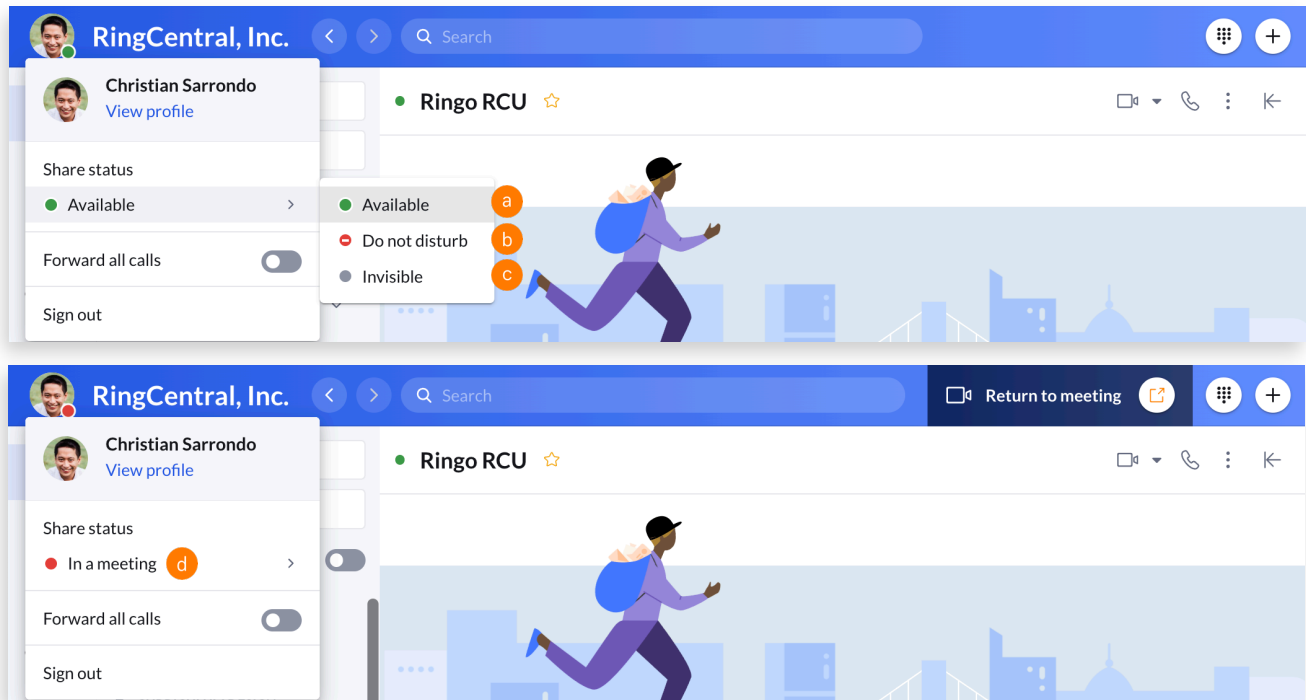 RingCentral, Inc.
Search
Christian Sarrondo
View profile
Ringo RCU
Share status
Available
Available
a
Do not disturb
b
Invisible
c
Forward all calls
Sign out
RingCentral, Inc.
Search
Return to meeting
Christian Sarrondo
View profile
Ringo RCU
Share status
In a meeting
d
Forward all calls
Sign out